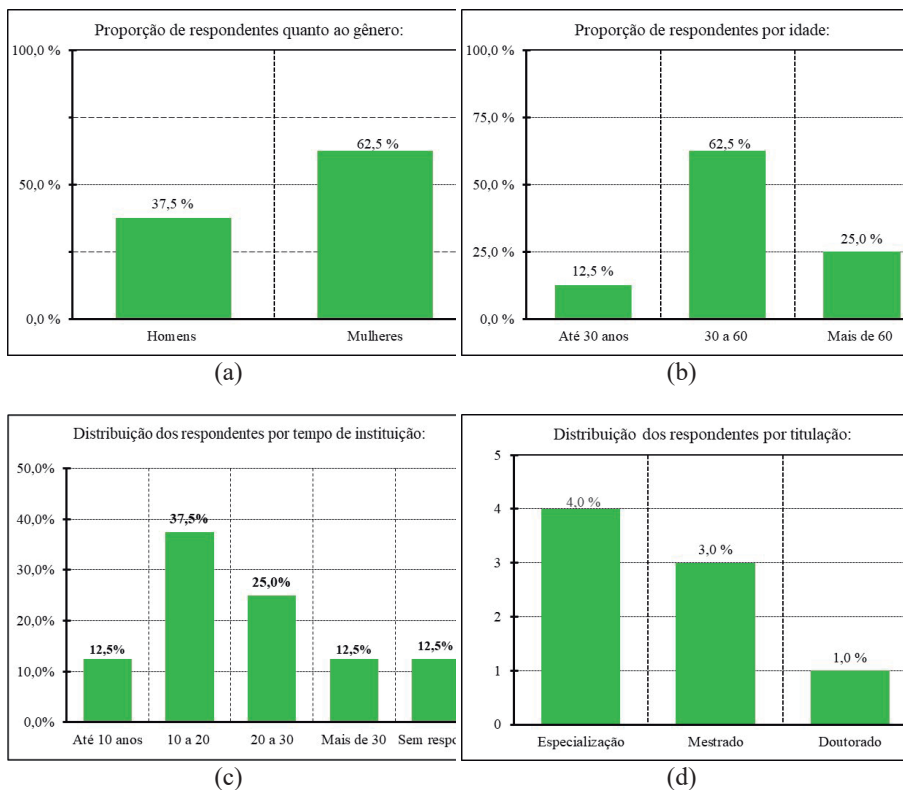 Proporção de respondentes quanto ao gênero:
100,0 %
50,0 %
0,0 %
37,5 %
62,5 %
Homens
Mulheres
(a)
Proporção de respondentes por idade:
100,0 %
75,0 %
50,0 %
25,0 %
0,0 %
12,5 %
62,5 %
25,0 %
Até 30 anos
30 a 60
Mais de 60
(b)
Distribuição dos respondentes por tempo de instituição:
50,0%
40,0%
30,0%
20,0%
10,0%
0,0%
12,5%
37,5%
25,0%
12,5%
12,5%
Até 10 anos
10 a 20
20 a 30
Mais de 30
Sem respo
(c)
Distribuição dos respondentes por titulação:
5
4
3
2
1
0
4,0 %
3,0 %
1,0 %
Especialização
Mestrado
Doutorado
(d)